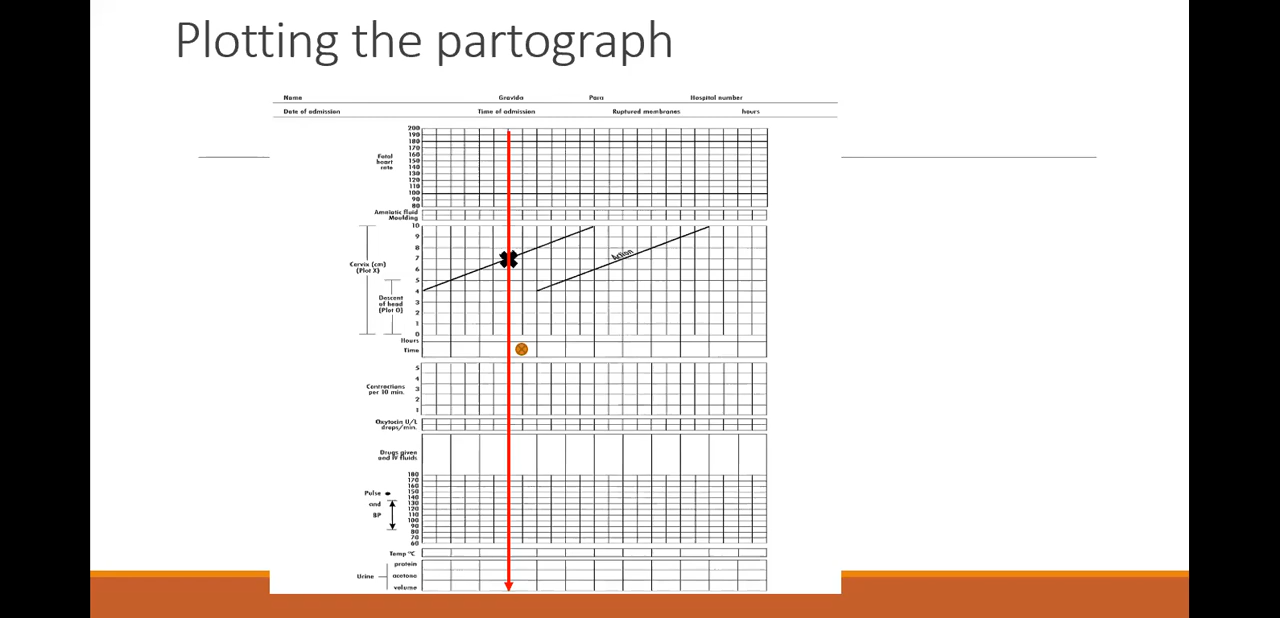 Plotting the partograph
Name Gravida Para Hospital number
Date of admission Time of admission Ruptured membranes hours
200
190
180
170
Fetal
heart
rate
160
150
140
130
120
110
100
90
80
Amniotic fluid
Moulding
10
9
8
7
6
5
4
3
2
1
0
Cervix (cm)
(Plot X)
Action
Descent
of head
(Plot O)
Hours
Time
5
4
3
2
1
Contractions
per 10 min.
Oxytocin U/L
drops/min.
Drugs given
and IV fluids
180
170
160
150
140
130
120
110
100
90
80
70
60
Pulse
and
BP
Temp °C
Urine
protein
acetone
volume